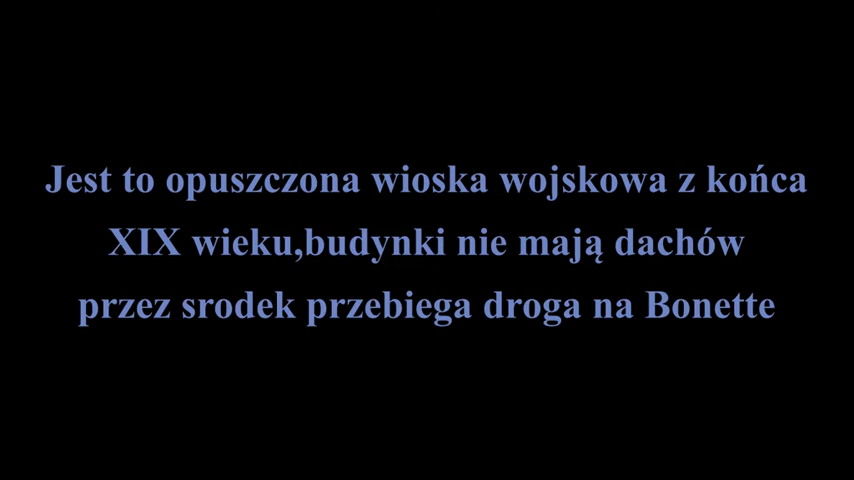 Jest to opuszczona wioska wojskowa z końca
XIX wieku,budynki nie mają dachów
przez srodek przebiega droga na Bonette